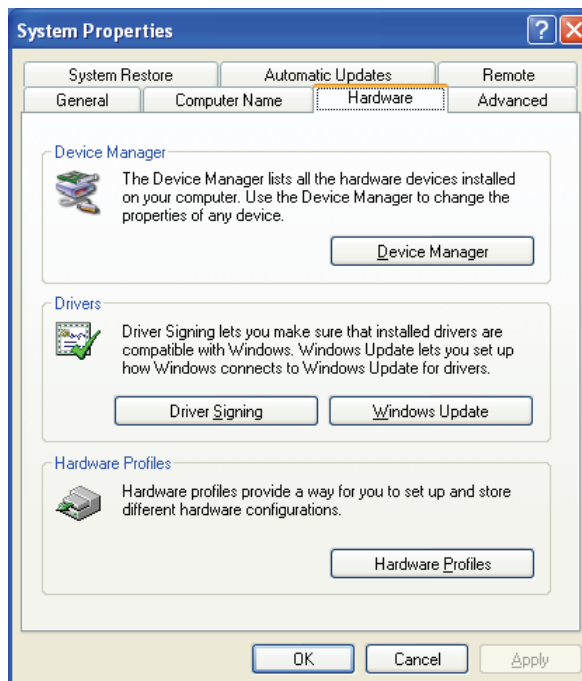 System Properties
System Restore
Automatic Updates
Remote
General
Computer Name
Hardware
Advanced
Device Manager
The Device Manager lists all the hardware devices installed
on your computer. Use the Device Manager to change the
properties of any device.
Device Manager
Drivers
Driver Signing lets you make sure that installed drivers are
compatible with Windows. Windows Update lets you set up
how Windows connects to Windows Update for drivers.
Driver Signing
Windows Update
Hardware Profiles
Hardware profiles provide a way for you to set up and store
different hardware configurations.
Hardware Profiles
OK
Cancel
Apply